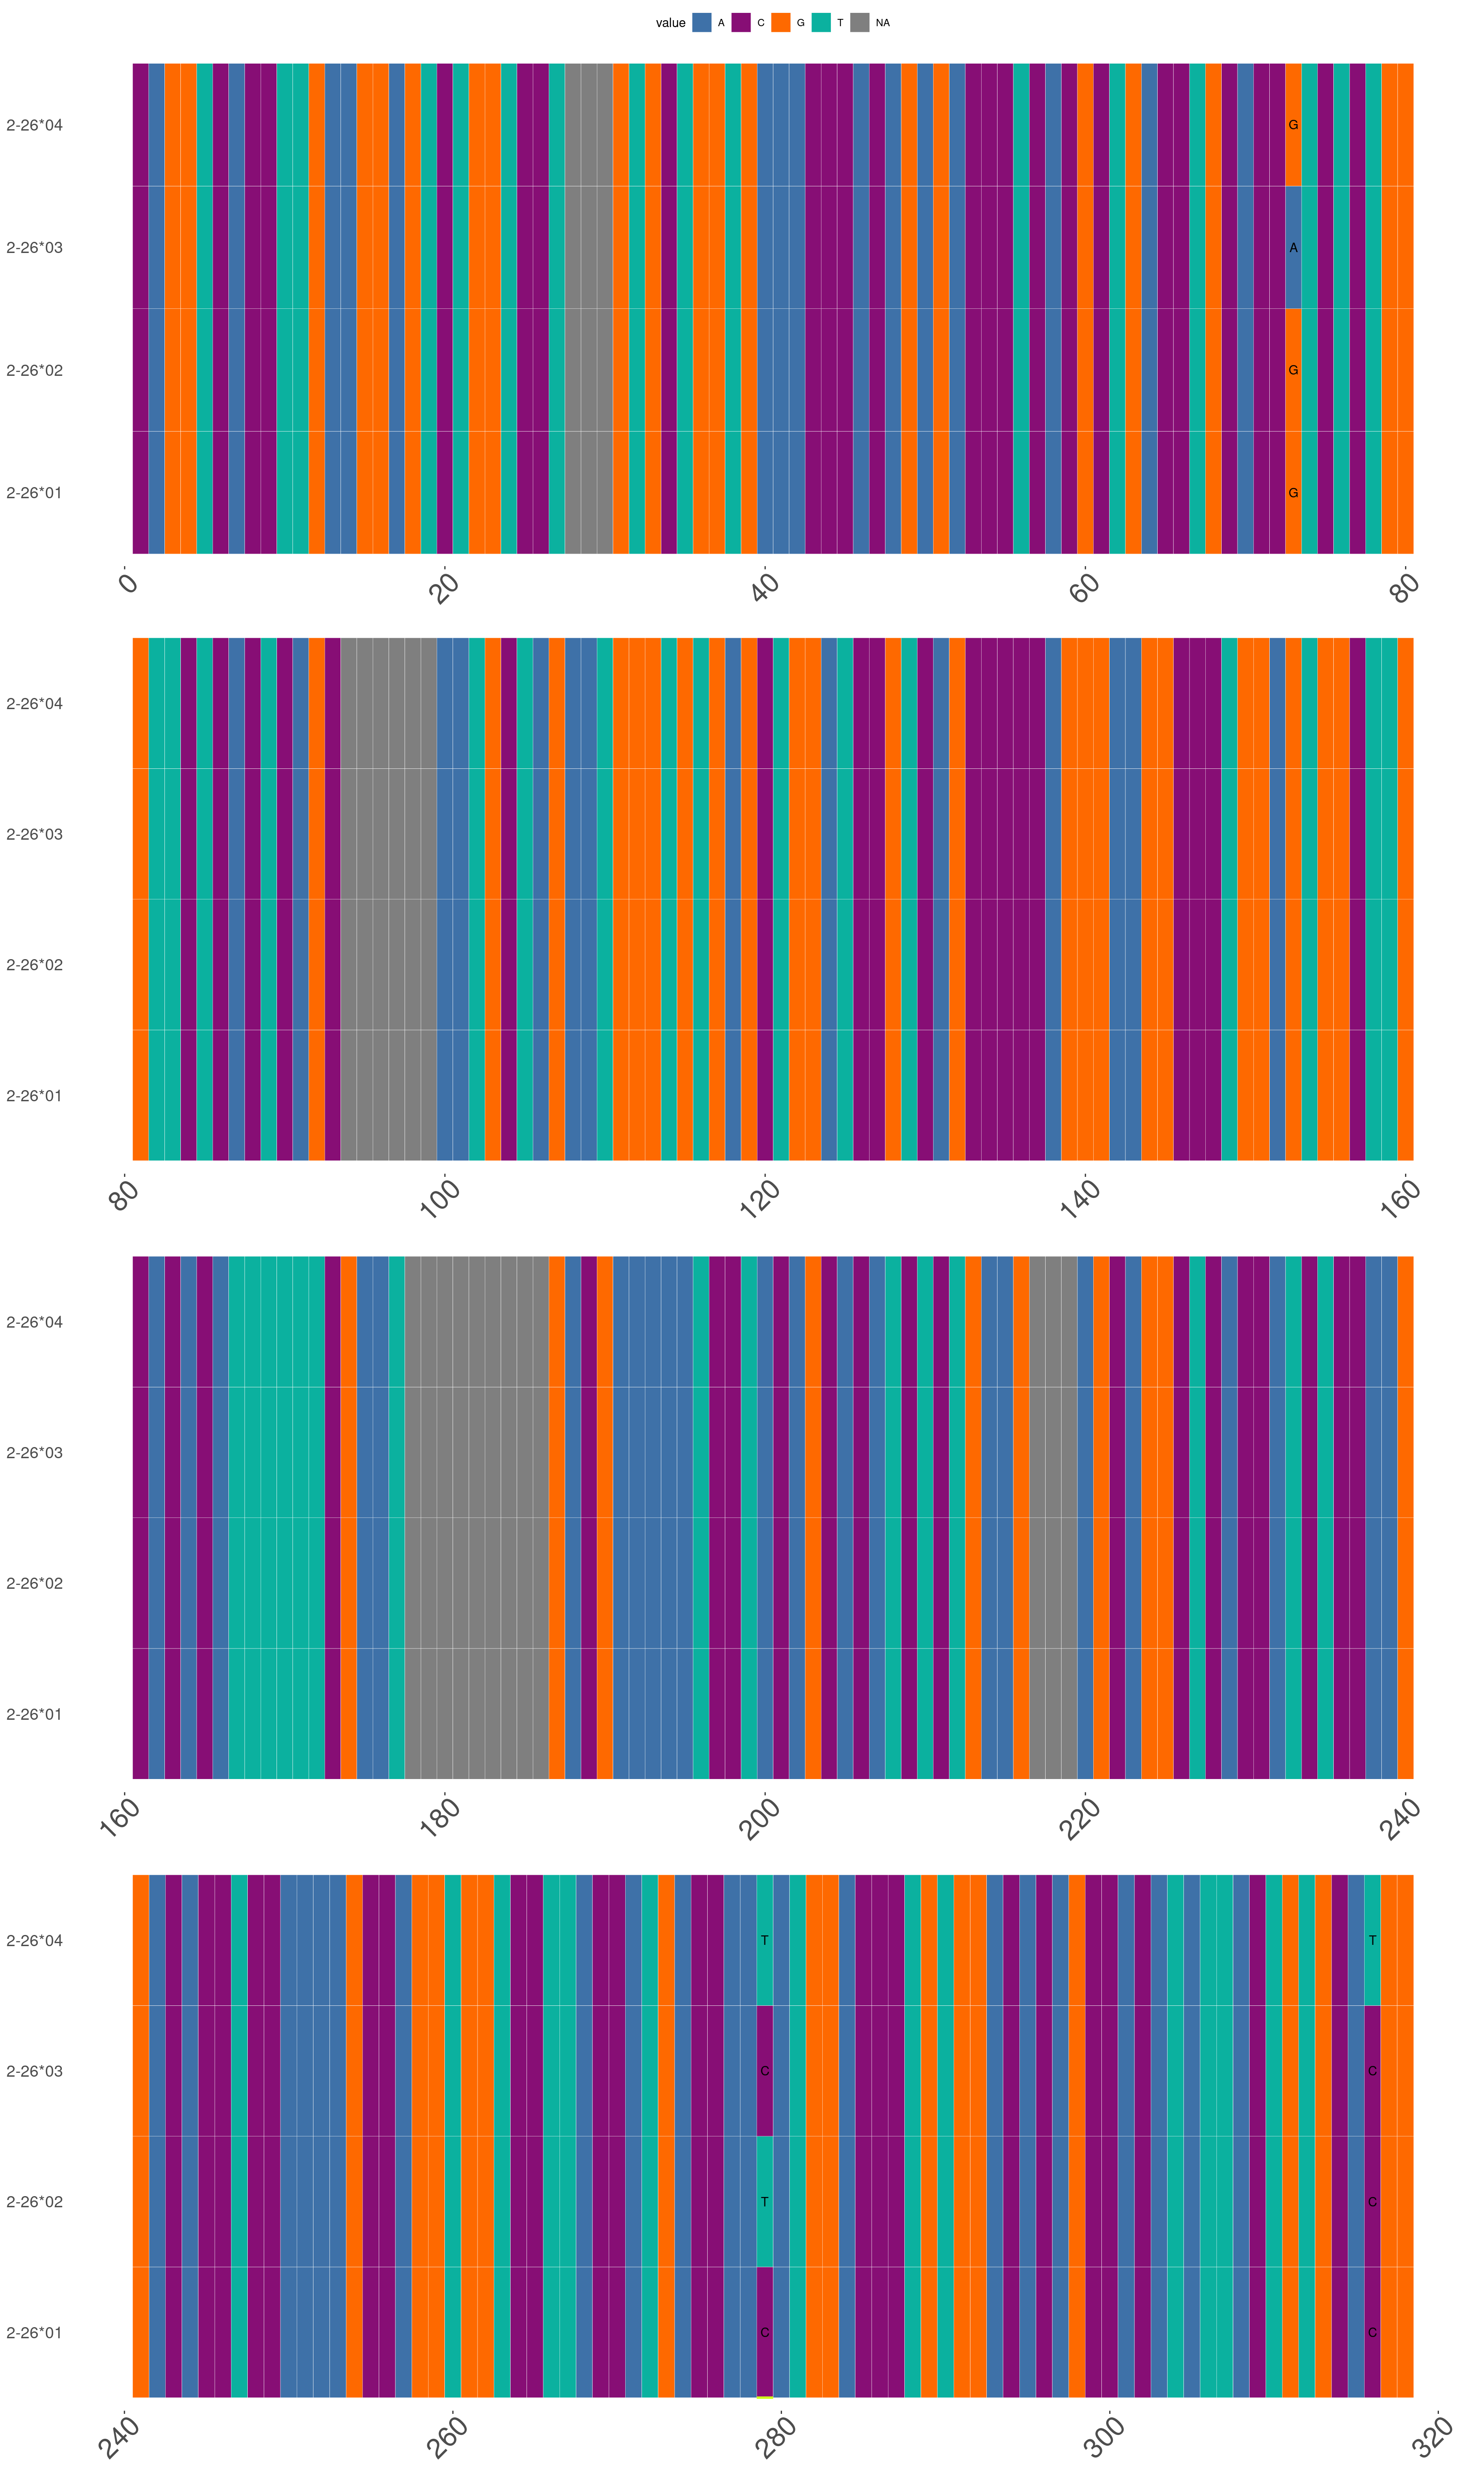 value A C G T NA
2-26*04 G
2-26*03 A
2-26*02 G
2-26*01 G
0 20 40 60 80
2-26*04
2-26*03
2-26*02
2-26*01
80 100 120 140 160
2-26*04
2-26*03
2-26*02
2-26*01
160 180 200 220 240
2-26*04 T T
2-26*03 C C
2-26*02 T C
2-26*01 C C
240 260 280 300 320